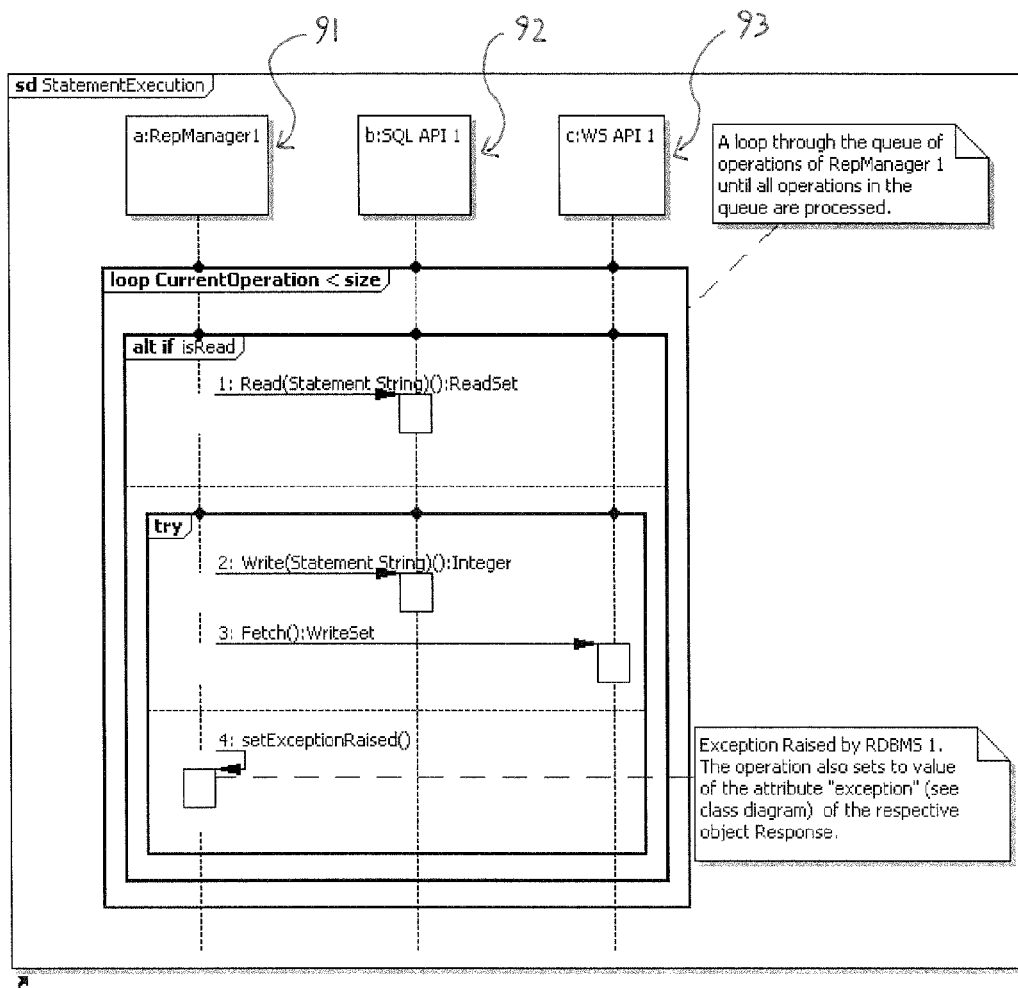 91
92
93
sd StatementExecution
a:RepManager1
b:SQL API 1
c:WS API 1
A loop through the queue of
operations of RepManager 1
until all operations in the
queue are processed.
loop CurrentOperation < size
alt if isRead
1: Read(Statement String)():ReadSet
try
2: Write(Statement String)():Integer
3: Fetch():WriteSet
4: setExceptionRaised()
Exception Raised by RDBMS 1.
The operation also sets to value
of the attribute "exception" (see
class diagram) of the respective
object Response.